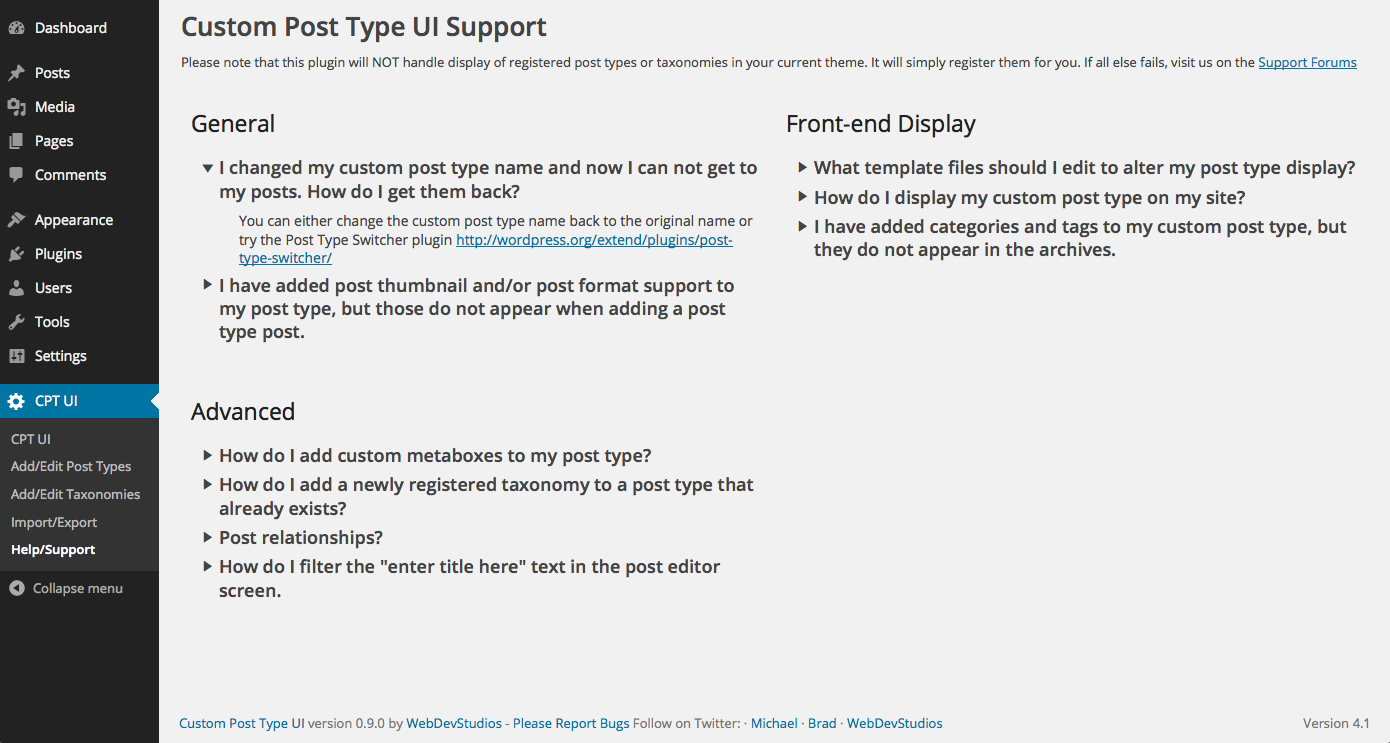 Dashboard
Posts
Media
Pages
Comments
Appearance
Plugins
Users
Tools
Settings
CPT UI
CPT UI
Add/Edit Post Types
Add/Edit Taxonomies
Import/Export
Help/Support
Collapse menu
Custom Post Type UI Support
Please note that this plugin will NOT handle display of registered post types or taxonomies in your current theme. It will simply register them for you. If all else fails, visit us on the Support Forums
General
I changed my custom post type name and now I can not get to
my posts. How do I get them back?
You can either change the custom post type name back to the original name or
try the Post Type Switcher plugin http://wordpress.org/extend/plugins/post-
type-switcher/
I have added post thumbnail and/or post format support to
my post type, but those do not appear when adding a post
type post.
Front-end Display
What template files should I edit to alter my post type display?
How do I display my custom post type on my site?
I have added categories and tags to my custom post type, but
they do not appear in the archives.
Advanced
How do I add custom metaboxes to my post type?
How do I add a newly registered taxonomy to a post type that
already exists?
Post relationships?
How do I filter the "enter title here" text in the post editor
screen.
Custom Post Type UI version 0.9.0 by WebDevStudios - Please Report Bugs Follow on Twitter: · Michael · Brad · WebDevStudios
Version 4.1